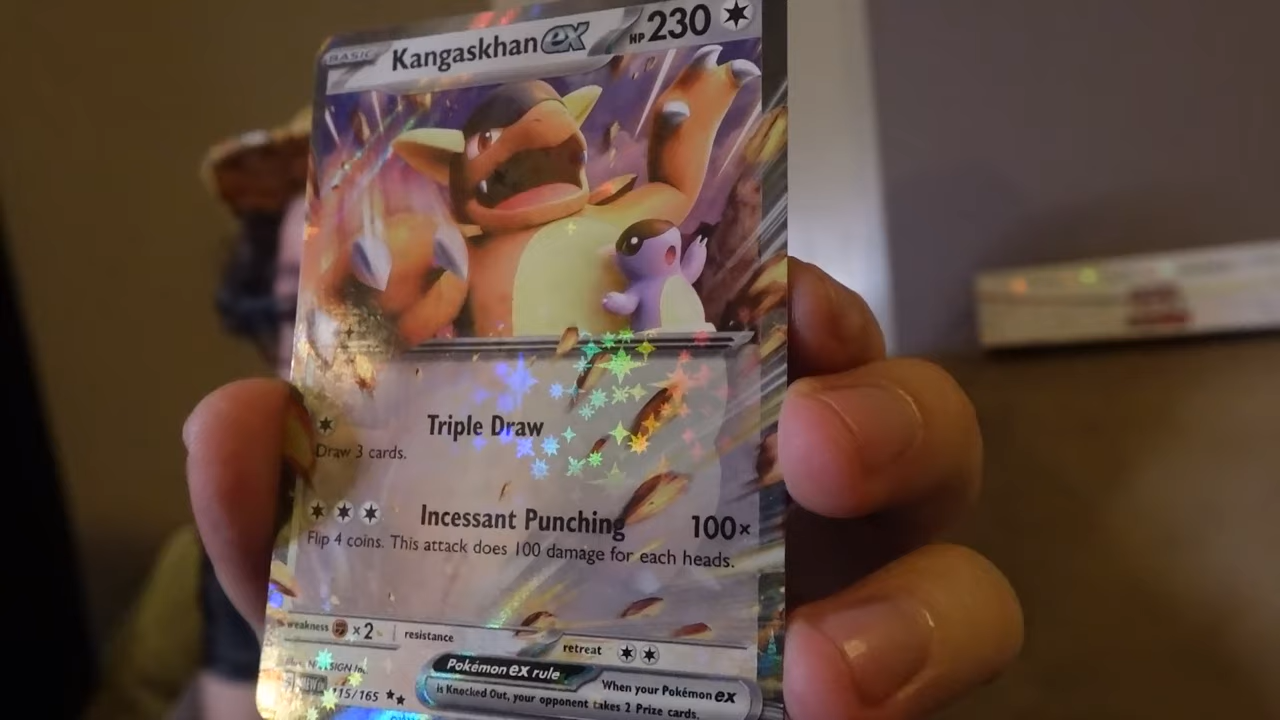 BASIC Kangaskhan ex HP 230
Triple Draw
Draw 3 cards.
Incessant Punching 100×
Flip 4 coins. This attack does 100 damage for each heads.
weakness ×2 resistance
retreat
Pokémon ex rule When your Pokémon ex
is Knocked Out, your opponent takes 2 Prize cards.
115/165